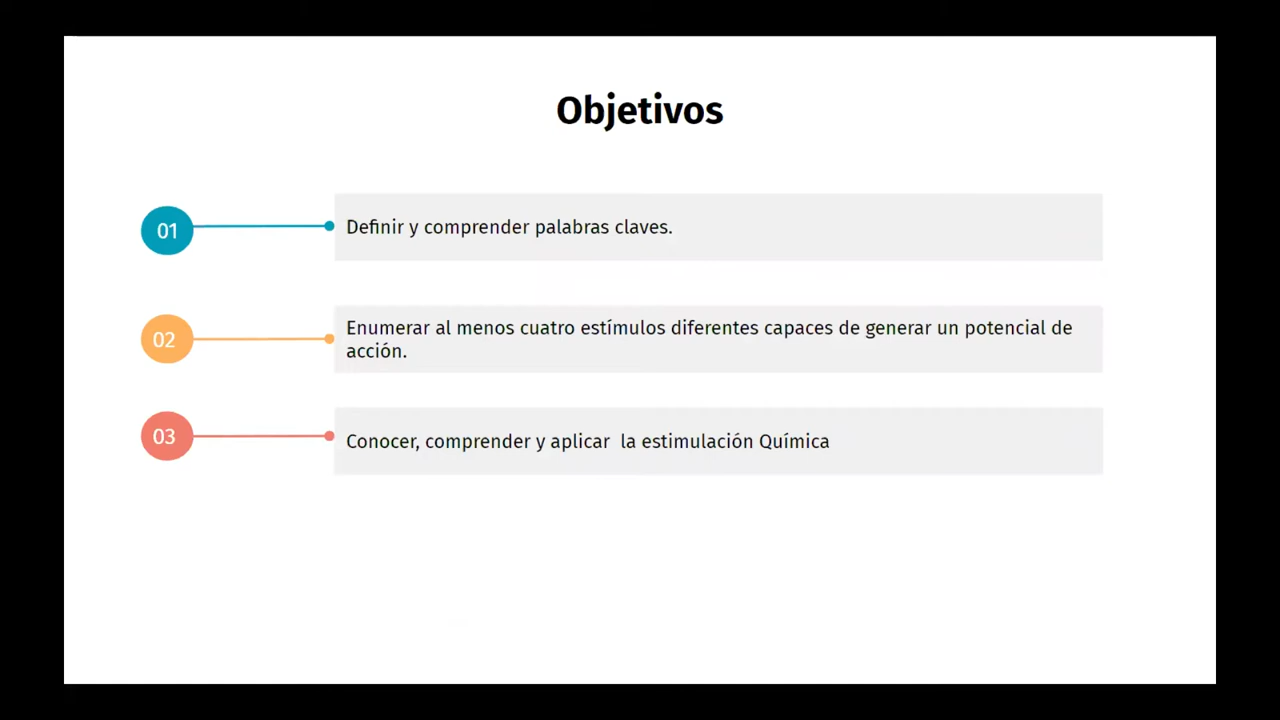 Objetivos
01
Definir y comprender palabras claves.
02
Enumerar al menos cuatro estímulos diferentes capaces de generar un potencial de
acción.
03
Conocer, comprender y aplicar  la estimulación Química